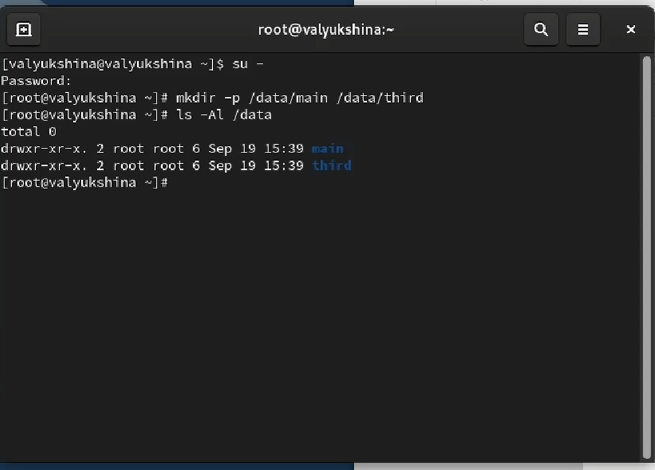 root@valyukshina:~
[valyukshina@valyukshina ~]$ su -
Password:
[root@valyukshina ~]# mkdir -p /data/main /data/third
[root@valyukshina ~]# ls -Al /data
total 0
drwxr-xr-x. 2 root root 6 Sep 19 15:39 main
drwxr-xr-x. 2 root root 6 Sep 19 15:39 third
[root@valyukshina ~]#